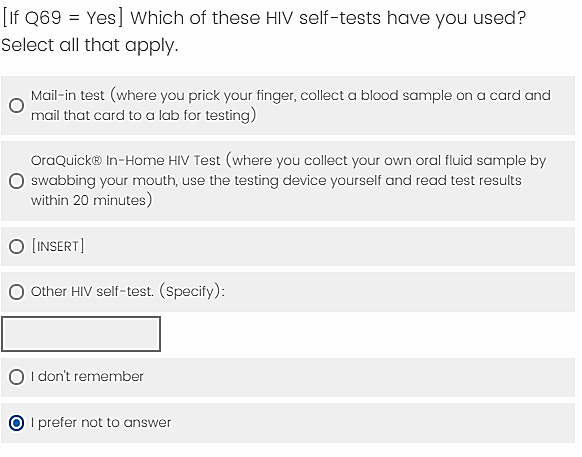 [If Q69 = Yes] Which of these HIV self-tests have you used?
Select all that apply.
Mail-in test (where you prick your finger, collect a blood sample on a card and
mail that card to a lab for testing)
OraQuick® In-Home HIV Test (where you collect your own oral fluid sample by
swabbing your mouth, use the testing device yourself and read test results
within 20 minutes)
[INSERT]
Other HIV self-test. (Specify):
I don't remember
I prefer not to answer